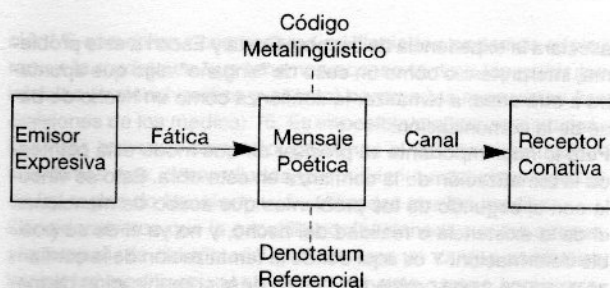 Código
Metalingüístico
Emisor
Expresiva
Fática
Mensaje
Poética
Canal
Receptor
Conativa
Denotatum
Referencial